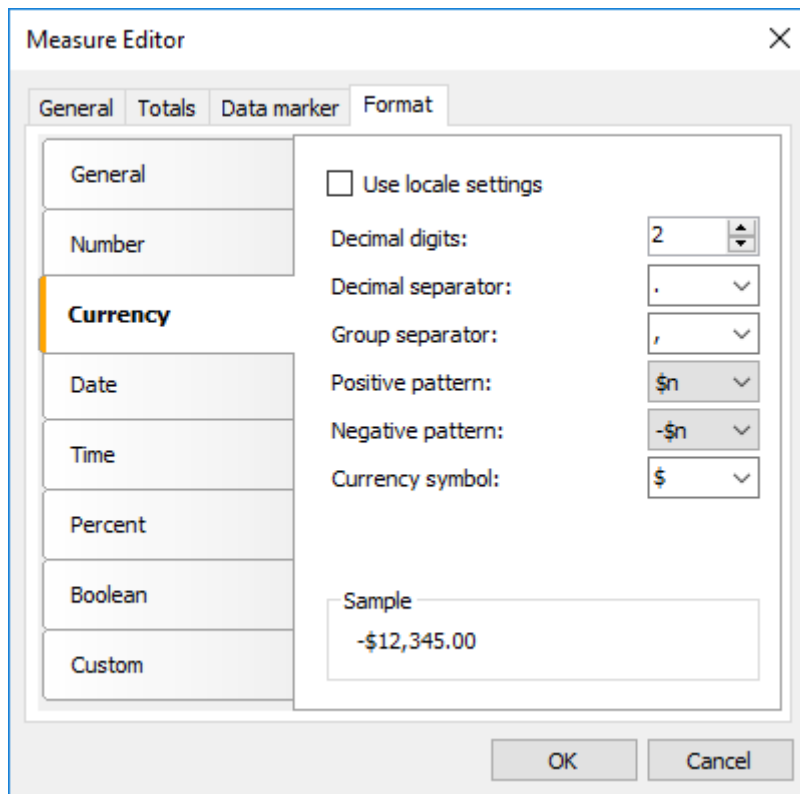 Measure Editor
General Totals Data marker Format
General
Number
Currency
Date
Time
Percent
Boolean
Custom
Use locale settings
Decimal digits: 2
Decimal separator: .
Group separator: ,
Positive pattern: $n
Negative pattern: -$n
Currency symbol: $
Sample
-$12,345.00
OK Cancel